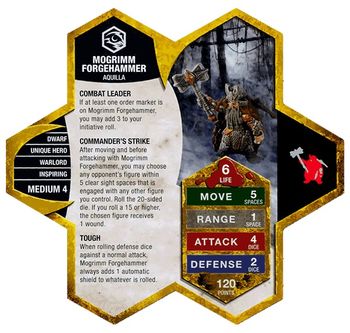 MOGRIMM
FORGEHAMMER
AQUILLA
COMBAT LEADER
If at least one order marker is
on Mogrimm Forgehammer,
you may add 3 to your
initiative roll.
COMMANDER'S STRIKE
After moving and before
attacking with Mogrimm
Forgehammer, you may choose
any opponent's figure within
5 clear sight spaces that is
engaged with any other figure
you control. Roll the 20-sided
die. If you roll a 15 or higher,
the chosen figure receives
1 wound.
TOUGH
When rolling defense dice
against a normal attack,
Mogrimm Forgehammer
always adds 1 automatic
shield to whatever is rolled.
DWARF
UNIQUE HERO
WARLORD
INSPIRING
MEDIUM 4
6
LIFE
MOVE 5
SPACES
RANGE 1
SPACE
ATTACK 4
DICE
DEFENSE 2
DICE
120
POINTS